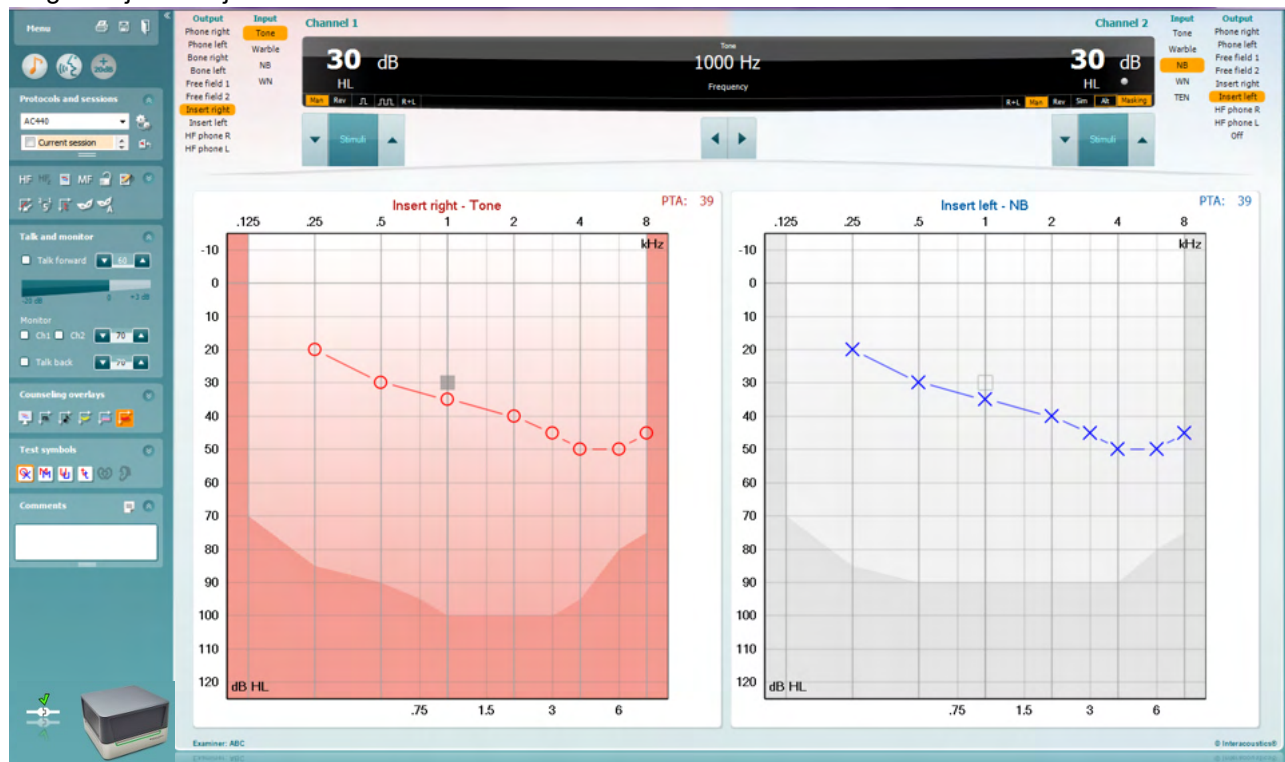 Menu
Protocols and sessions
AC440
Current session
HF
MF
Talk and monitor
Talk forward 60
-20 dB 0 +3 dB
Monitor
Ch1 Ch2 70
Talk back 70
Counseling overlays
Test symbols
Comments
Output
Phone right
Phone left
Bone right
Bone left
Free field 1
Free field 2
Insert right
Insert left
HF phone R
HF phone L
Input
Tone
Warble
NB
WN
Channel 1
30 dB
HL
Man Rev R+L
Stimuli
Tone
1000 Hz
Frequency
Channel 2
30 dB
HL
R+L Man Rev Sim Alt Masking
Stimuli
Input
Tone
Warble
NB
WN
TEN
Output
Phone right
Phone left
Free field 1
Free field 2
Insert right
Insert left
HF phone R
HF phone L
Off
Insert right - Tone
PTA: 39
.125 .25 .5 1 2 4 8
kHz
-10
0
10
20
30
40
50
60
70
80
90
100
110
120
dB HL
.75 1.5 3 6
Insert left - NB
PTA: 39
.125 .25 .5 1 2 4 8
kHz
-10
0
10
20
30
40
50
60
70
80
90
100
110
120
dB HL
.75 1.5 3 6
Examiner: ABC
© Interacoustics®